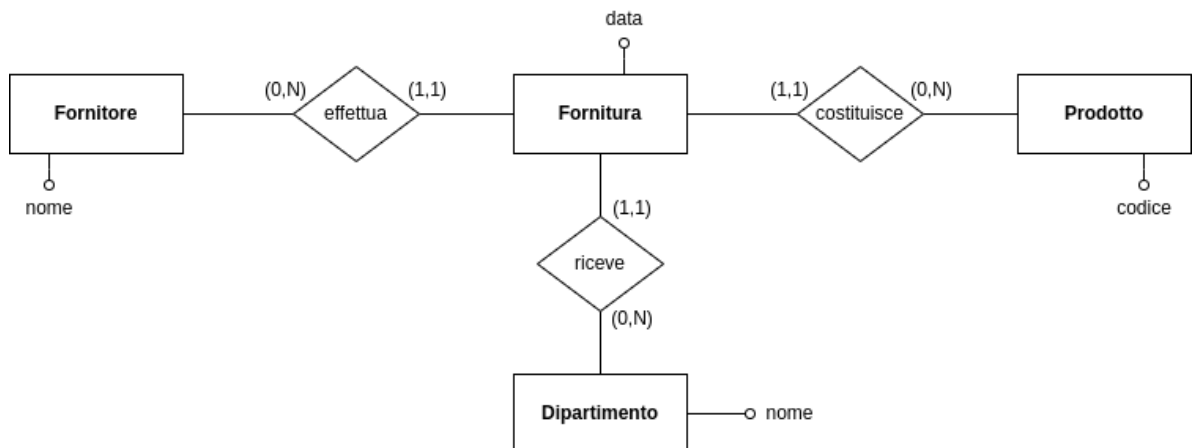 data
Fornitore
(0,N)
effettua
(1,1)
Fornitura
(1,1)
costituisce
(0,N)
Prodotto
nome
codice
(1,1)
riceve
(0,N)
Dipartimento
nome